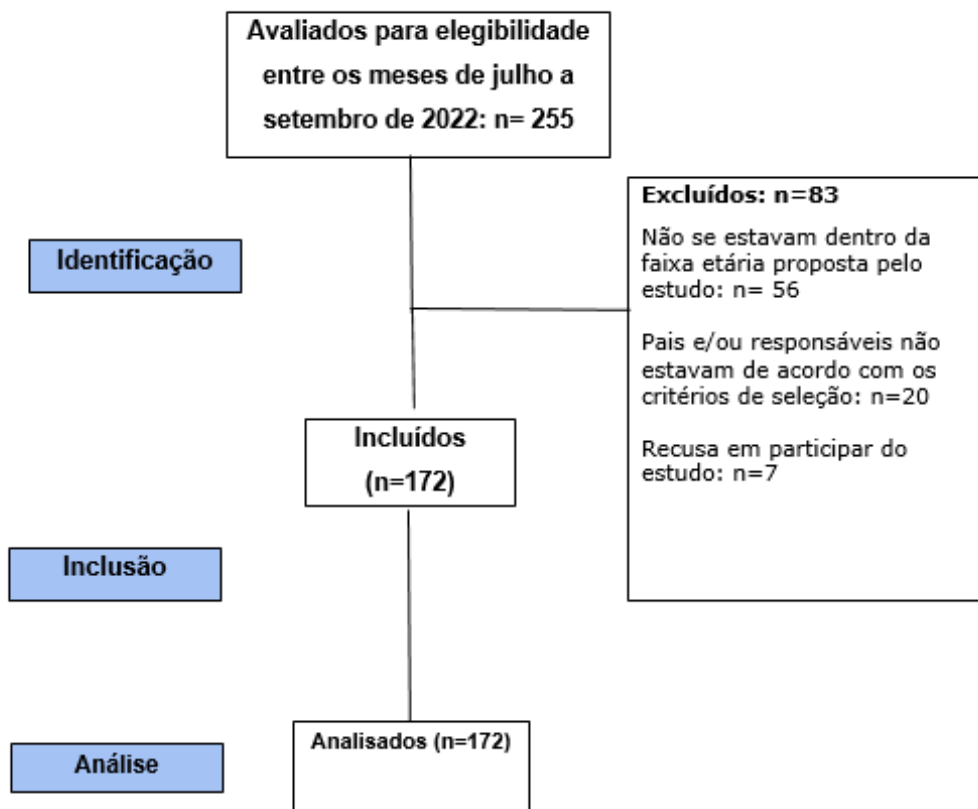 Avaliados para elegibilidade
entre os meses de julho a
setembro de 2022: n= 255
Excluídos: n=83
Não se estavam dentro da
faixa etária proposta pelo
estudo: n= 56
Pais e/ou responsáveis não
estavam de acordo com os
critérios de seleção: n=20
Recusa em participar do
estudo: n=7
Identificação
Incluídos
(n=172)
Inclusão
Analisados (n=172)
Análise